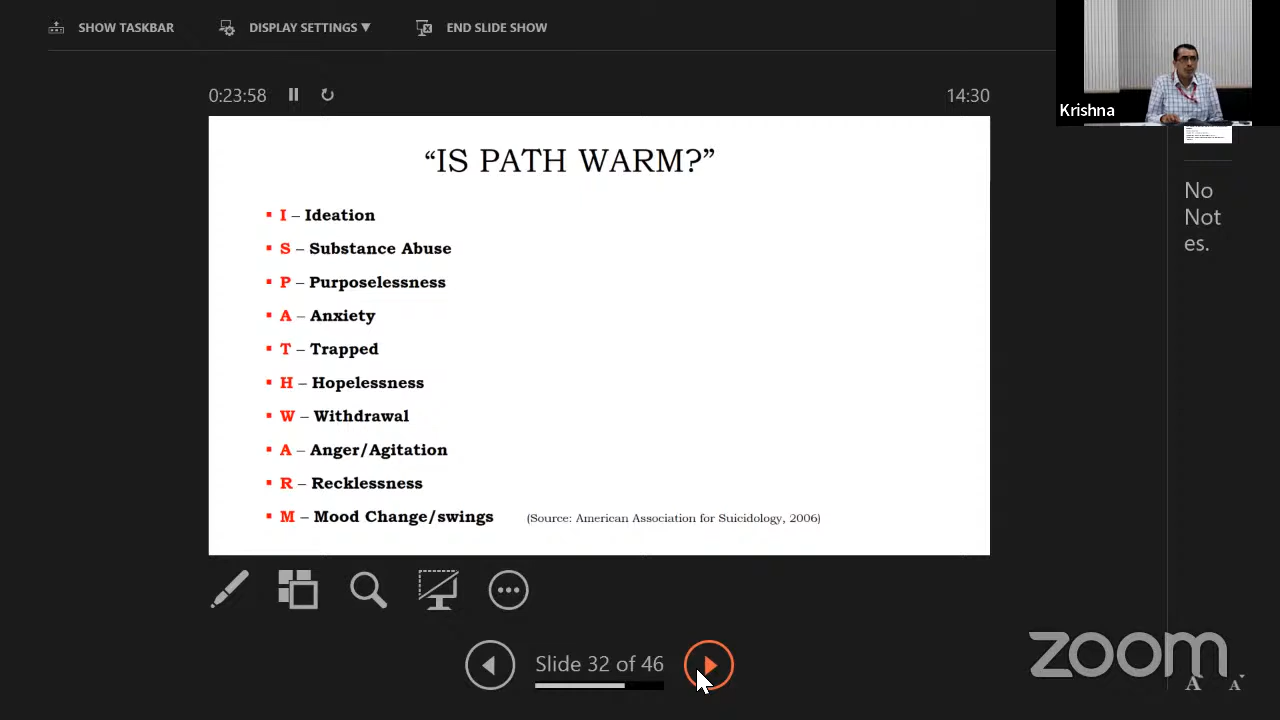 SHOW TASKBAR
DISPLAY SETTINGS ▼
END SLIDE SHOW
0:23:58
14:30
Krishna
“IS PATH WARM?”
▪ I – Ideation
▪ S – Substance Abuse
▪ P – Purposelessness
▪ A – Anxiety
▪ T – Trapped
▪ H – Hopelessness
▪ W – Withdrawal
▪ A – Anger/Agitation
▪ R – Recklessness
▪ M – Mood Change/swings (Source: American Association for Suicidology, 2006)
No
Not
es.
Slide 32 of 46
zoom
A A